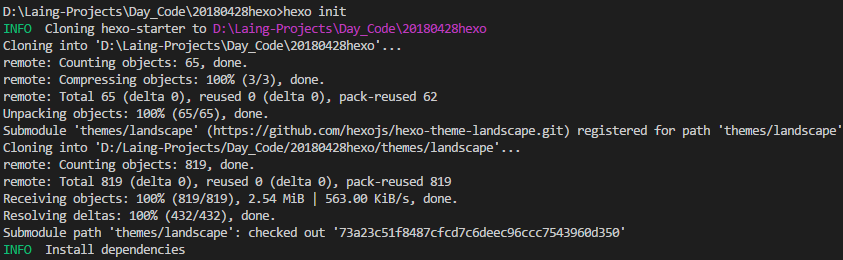 D:\Laing-Projects\Day_Code\20180428hexo>hexo init
INFO  Cloning hexo-starter to D:\Laing-Projects\Day_Code\20180428hexo
Cloning into 'D:\Laing-Projects\Day_Code\20180428hexo'...
remote: Counting objects: 65, done.
remote: Compressing objects: 100% (3/3), done.
remote: Total 65 (delta 0), reused 0 (delta 0), pack-reused 62
Unpacking objects: 100% (65/65), done.
Submodule 'themes/landscape' (https://github.com/hexojs/hexo-theme-landscape.git) registered for path 'themes/landscape'
Cloning into 'D:/Laing-Projects/Day_Code/20180428hexo/themes/landscape'...
remote: Counting objects: 819, done.
remote: Total 819 (delta 0), reused 0 (delta 0), pack-reused 819
Receiving objects: 100% (819/819), 2.54 MiB | 563.00 KiB/s, done.
Resolving deltas: 100% (432/432), done.
Submodule path 'themes/landscape': checked out '73a23c51f8487cfcd7c6deec96ccc7543960d350'
INFO  Install dependencies